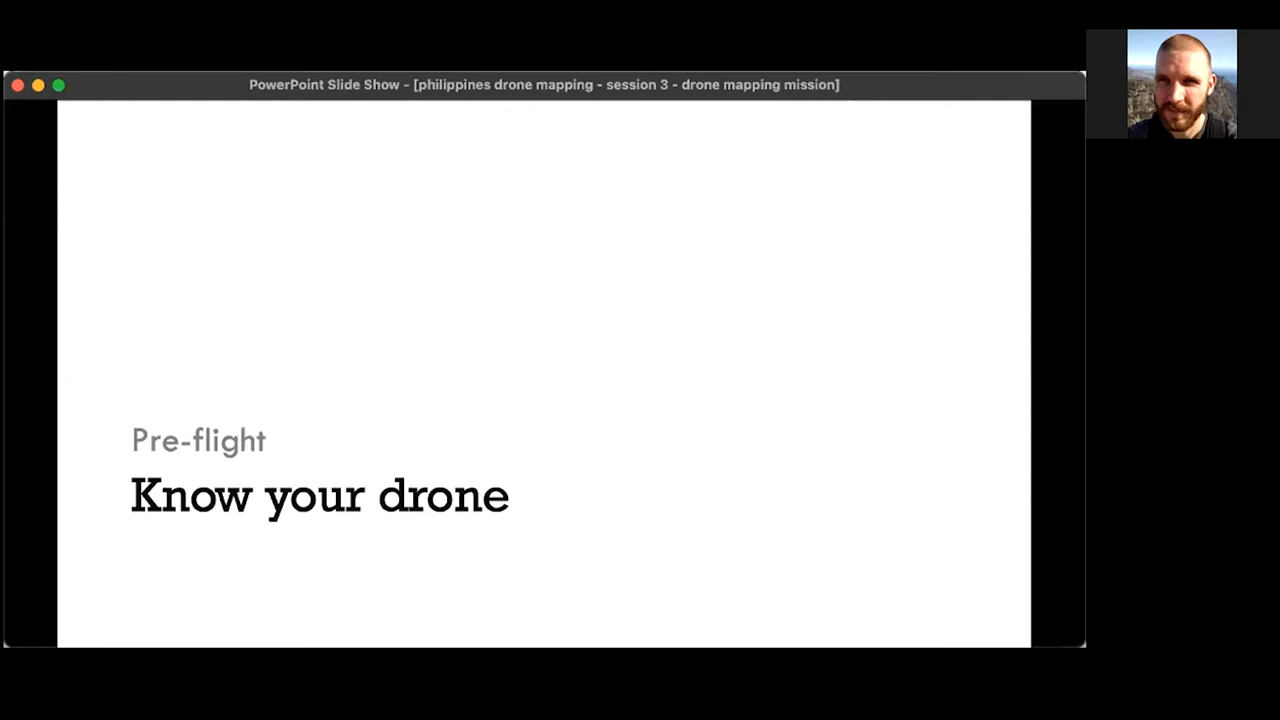 PowerPoint Slide Show - [philippines drone mapping - session 3 - drone mapping mission]
Pre-flight
Know your drone